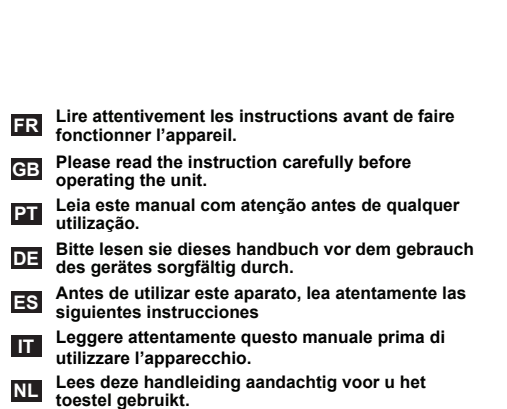 FR Lire attentivement les instructions avant de faire
fonctionner l'appareil.
GB Please read the instruction carefully before
operating the unit.
PT Leia este manual com atenção antes de qualquer
utilização.
DE Bitte lesen sie dieses handbuch vor dem gebrauch
des gerätes sorgfältig durch.
ES Antes de utilizar este aparato, lea atentamente las
siguientes instrucciones
IT Leggere attentamente questo manuale prima di
utilizzare l'apparecchio.
NL Lees deze handleiding aandachtig voor u het
toestel gebruikt.